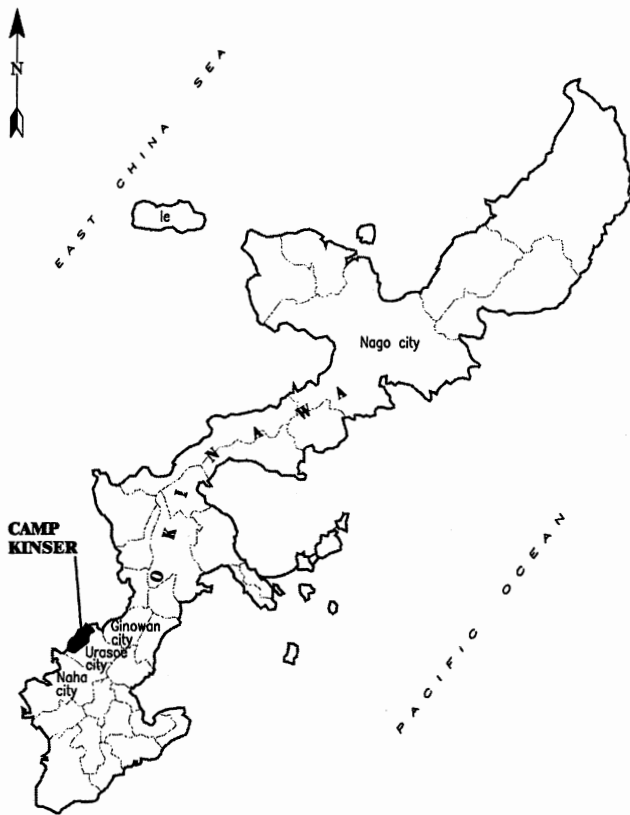 N
EAST CHINA SEA
Ie
Nago city
OKINAWA
CAMP
KINSER
Ginowan
city
Urasoe
city
Naha
city
PACIFIC OCEAN